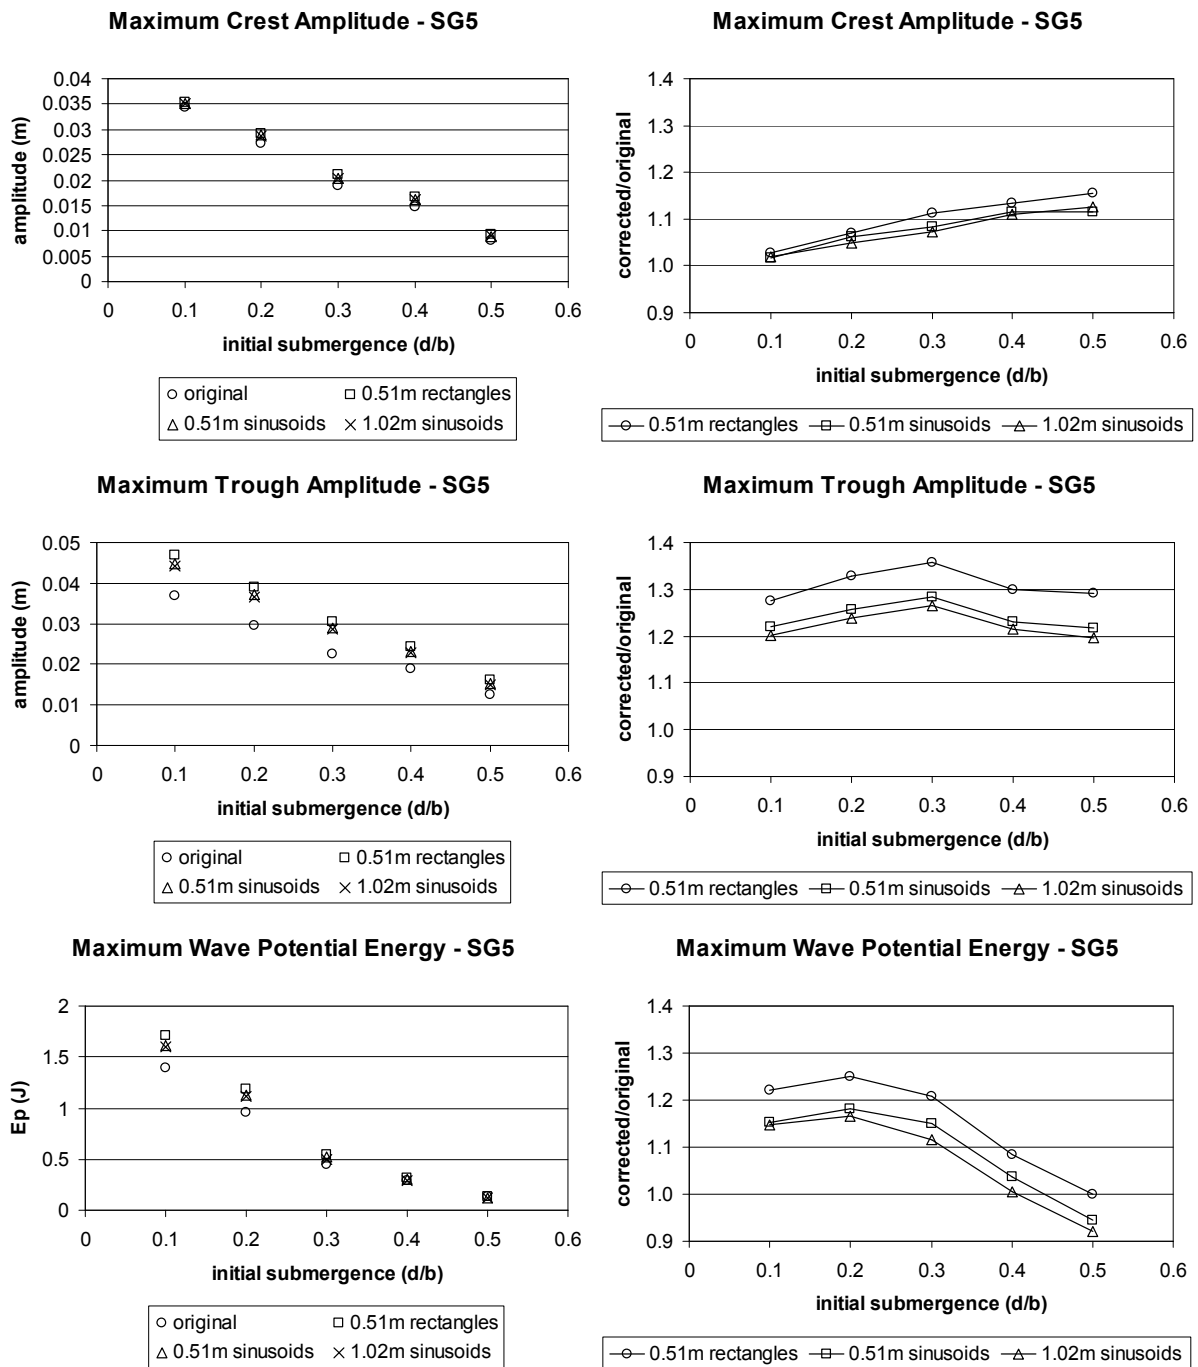 Maximum Crest Amplitude - SG5
0.04
0.035
0.03
0.025
0.02
0.015
0.01
0.005
0
amplitude (m)
0 0.1 0.2 0.3 0.4 0.5 0.6
initial submergence (d/b)
original 0.51m rectangles
0.51m sinusoids 1.02m sinusoids
Maximum Crest Amplitude - SG5
1.4
1.3
1.2
1.1
1.0
0.9
corrected/original
0 0.1 0.2 0.3 0.4 0.5 0.6
initial submergence (d/b)
0.51m rectangles 0.51m sinusoids 1.02m sinusoids
Maximum Trough Amplitude - SG5
0.05
0.04
0.03
0.02
0.01
0
amplitude (m)
0 0.1 0.2 0.3 0.4 0.5 0.6
initial submergence (d/b)
original 0.51m rectangles
0.51m sinusoids 1.02m sinusoids
Maximum Trough Amplitude - SG5
1.4
1.3
1.2
1.1
1.0
0.9
corrected/original
0 0.1 0.2 0.3 0.4 0.5 0.6
initial submergence (d/b)
0.51m rectangles 0.51m sinusoids 1.02m sinusoids
Maximum Wave Potential Energy - SG5
2
1.5
1
0.5
0
Ep (J)
0 0.1 0.2 0.3 0.4 0.5 0.6
initial submergence (d/b)
original 0.51m rectangles
0.51m sinusoids 1.02m sinusoids
Maximum Wave Potential Energy - SG5
1.4
1.3
1.2
1.1
1.0
0.9
corrected/original
0 0.1 0.2 0.3 0.4 0.5 0.6
initial submergence (d/b)
0.51m rectangles 0.51m sinusoids 1.02m sinusoids